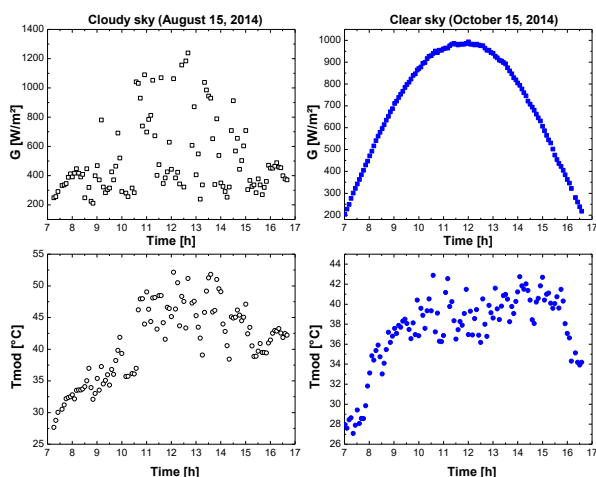 Cloudy sky (August 15, 2014)
1400
1200
1000
800
600
400
200
G [W/m²]
7 8 9 10 11 12 13 14 15 16 17
Time [h]
Clear sky (October 15, 2014)
1000
900
800
700
600
500
400
300
200
G [W/m²]
7 8 9 10 11 12 13 14 15 16 17
Time [h]
55
50
45
40
35
30
25
Tmod [°C]
7 8 9 10 11 12 13 14 15 16 17
Time [h]
44
42
40
38
36
34
32
30
28
26
Tmod [°C]
7 8 9 10 11 12 13 14 15 16 17
Time [h]